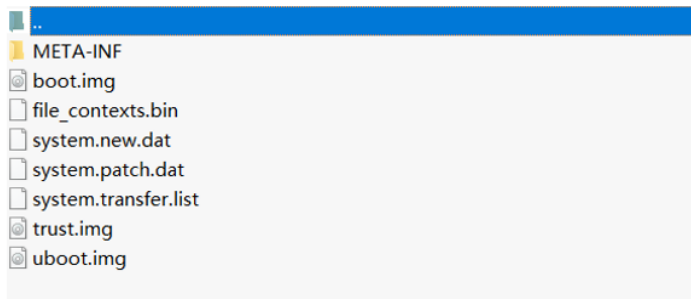 ..
META-INF
boot.img
file_contexts.bin
system.new.dat
system.patch.dat
system.transfer.list
trust.img
uboot.img